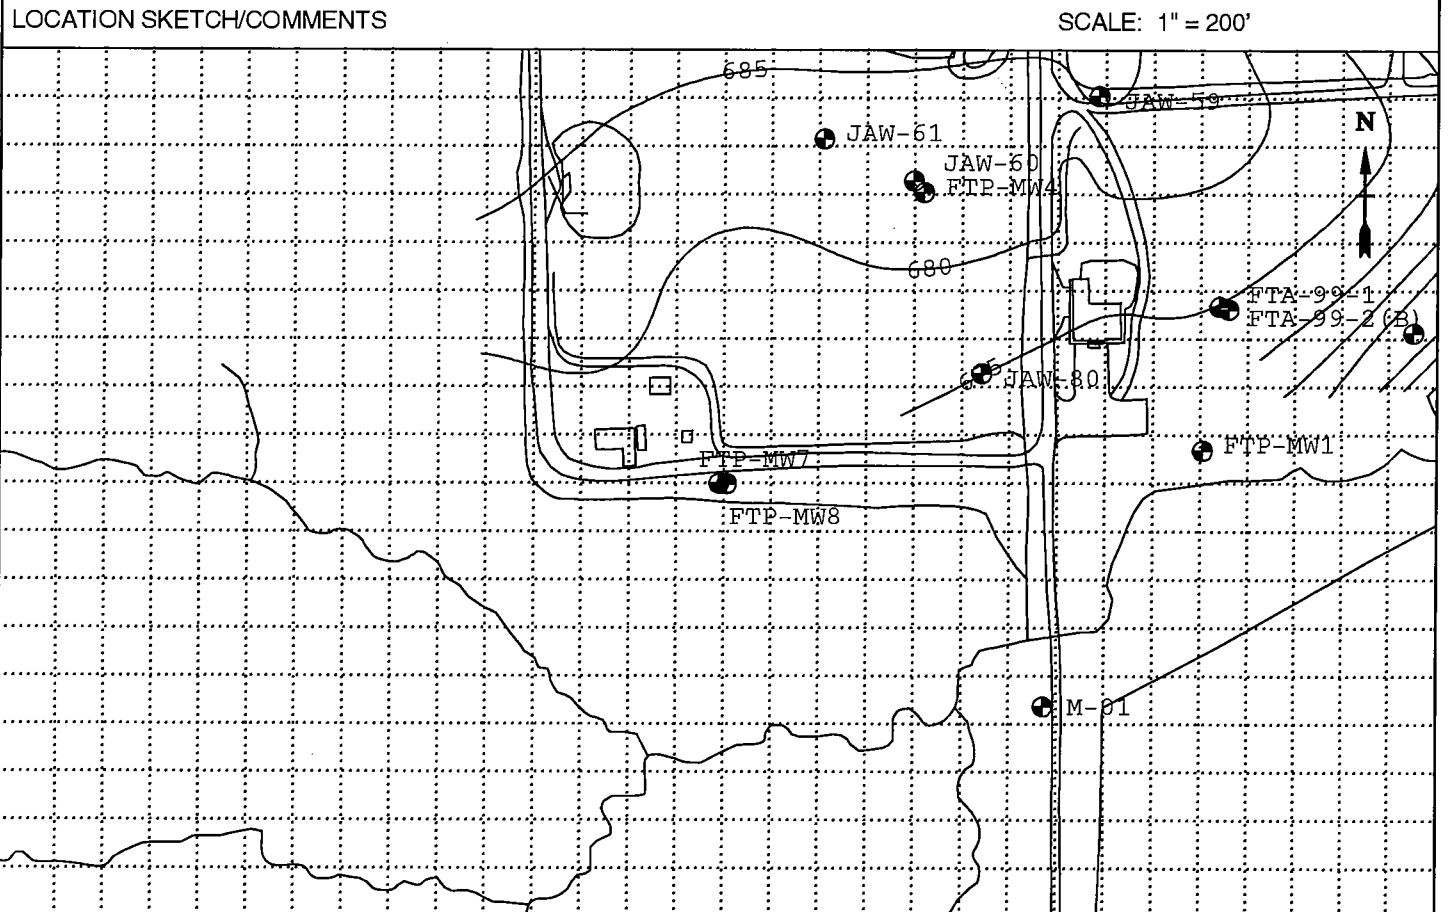 LOCATION SKETCH/COMMENTS
SCALE: 1" = 200'
685
JAW-59
JAW-61
N
JAW-60
FTP-MW4
680
FTA-99-1
FTA-99-2(B)
JAW-80
FTP-MW1
FTP-MW7
FTP-MW8
M-01